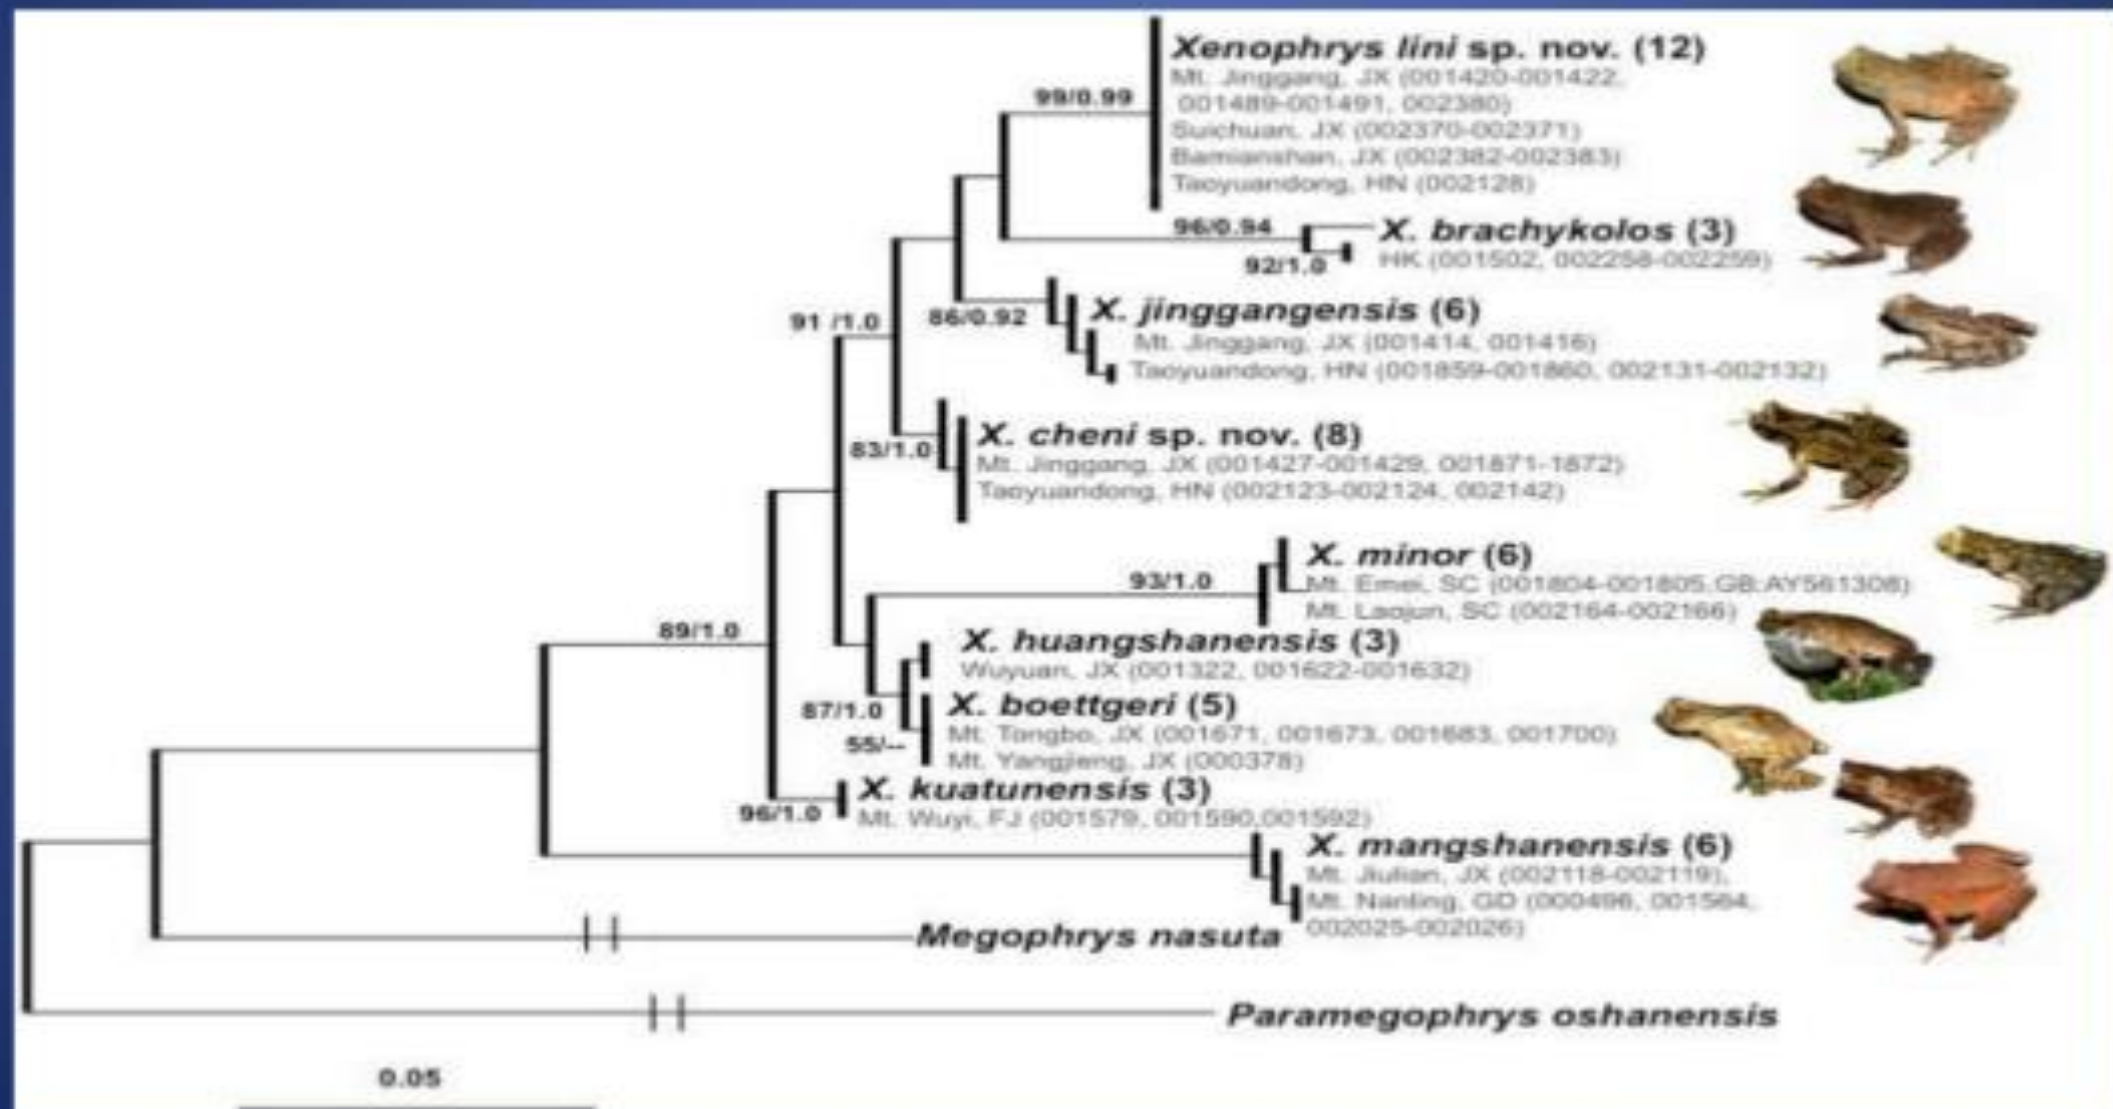 Xenophrys lini sp. nov. (12)
Mt. Jinggang, JX (001420-001422,
001489-001491, 002380)
Suichuan, JX (002370-002371)
Bamianshan, JX (002382-002383)
Taoyuandong, HN (002128)
99/0.99
96/0.94
X. brachykolos (3)
92/1.0
HK (001502, 002258-002259)
91 /1.0
86/0.92
X. jinggangensis (6)
Mt. Jinggang, JX (001414, 001416)
Taoyuandong, HN (001859-001860, 002131-002132)
83/1.0
X. cheni sp. nov. (8)
Mt. Jinggang, JX (001427-001429, 001871-1872)
Taoyuandong, HN (002123-002124, 002142)
93/1.0
X. minor (6)
Mt. Emei, SC (001804-001805,GB:AY561308)
Mt. Laojun, SC (002164-002166)
89/1.0
X. huangshanensis (3)
Wuyuan, JX (001322, 001622-001632)
87/1.0
X. boettgeri (5)
55/--
Mt. Tongbo, JX (001671, 001673, 001683, 001700)
Mt. Yangjieng, JX (000378)
X. kuatunensis (3)
96/1.0
Mt. Wuyi, FJ (001579, 001590,001592)
X. mangshanensis (6)
Mt. Jiulian, JX (002118-002119),
Mt. Nanling, GD (000496, 001564,
002025-002026)
Megophrys nasuta
Paramegophrys oshanensis
0.05